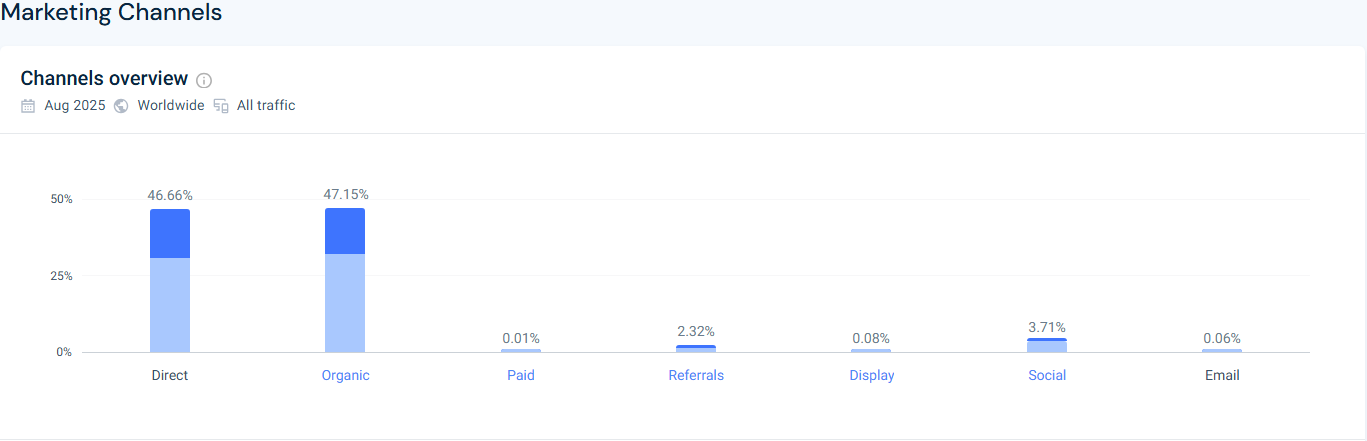 Marketing Channels
Channels overview
Aug 2025 Worldwide All traffic
50%
25%
0%
46.66%
47.15%
0.01%
2.32%
0.08%
3.71%
0.06%
Direct
Organic
Paid
Referrals
Display
Social
Email